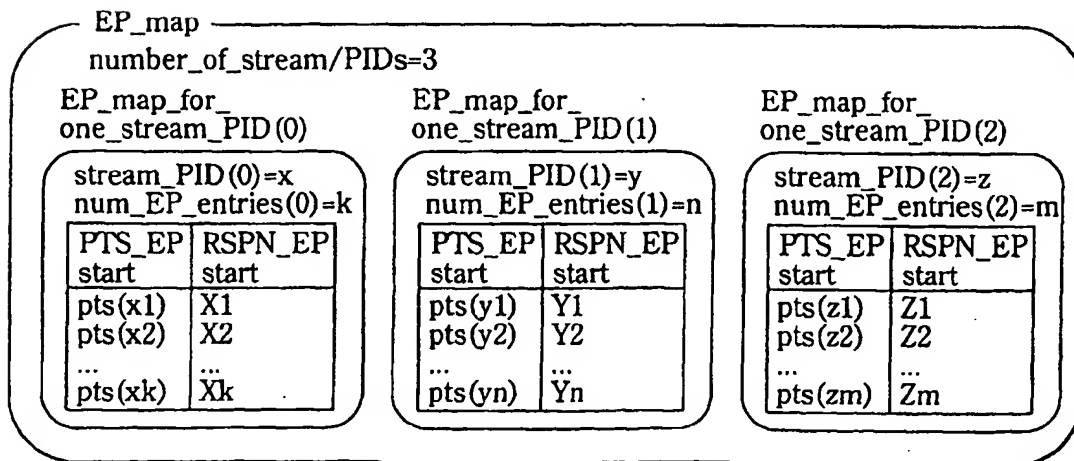 EP_map
number_of_stream/PIDs=3
EP_map_for_
one_stream_PID(0)
stream_PID(0)=x
num_EP_entries(0)=k
PTS_EP start RSPN_EP start
pts(x1) X1
pts(x2) X2
... ...
pts(xk) Xk
EP_map_for_
one_stream_PID(1)
stream_PID(1)=y
num_EP_entries(1)=n
PTS_EP start RSPN_EP start
pts(y1) Y1
pts(y2) Y2
... ...
pts(yn) Yn
EP_map_for_
one_stream_PID(2)
stream_PID(2)=z
num_EP_entries(2)=m
PTS_EP start RSPN_EP start
pts(z1) Z1
pts(z2) Z2
... ...
pts(zm) Zm